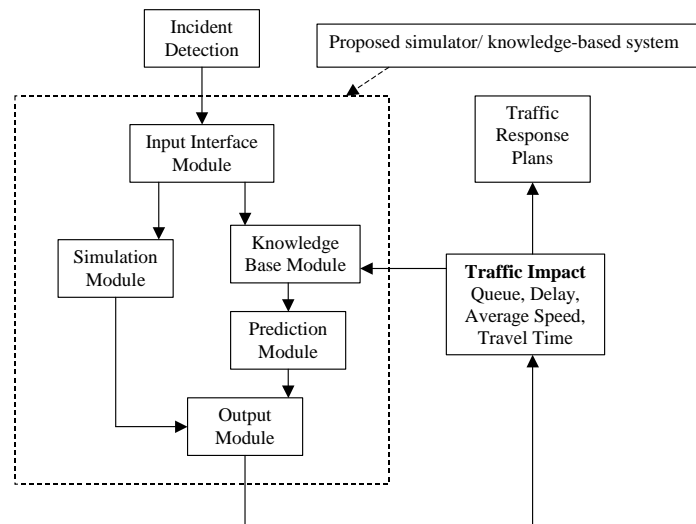 Incident
Detection
Proposed simulator/ knowledge-based system
Traffic
Response
Plans
Input Interface
Module
Simulation
Module
Knowledge
Base Module
Traffic Impact
Queue, Delay,
Average Speed,
Travel Time
Prediction
Module
Output
Module